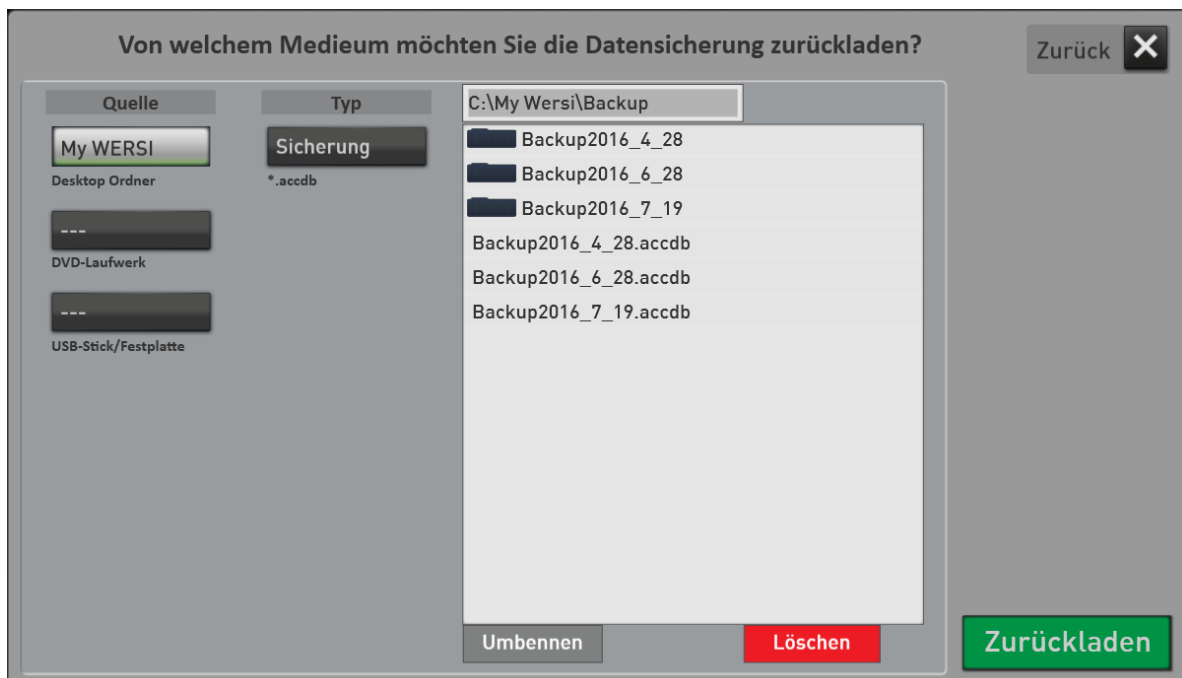 Von welchem Medieum möchten Sie die Datensicherung zurückladen?
Zurück
Quelle
Typ
C:\My Wersi\Backup
My WERSI
Desktop Ordner
Sicherung
*.accdb
---
DVD-Laufwerk
---
USB-Stick/Festplatte
Backup2016_4_28
Backup2016_6_28
Backup2016_7_19
Backup2016_4_28.accdb
Backup2016_6_28.accdb
Backup2016_7_19.accdb
Umbennen
Löschen
Zurückladen